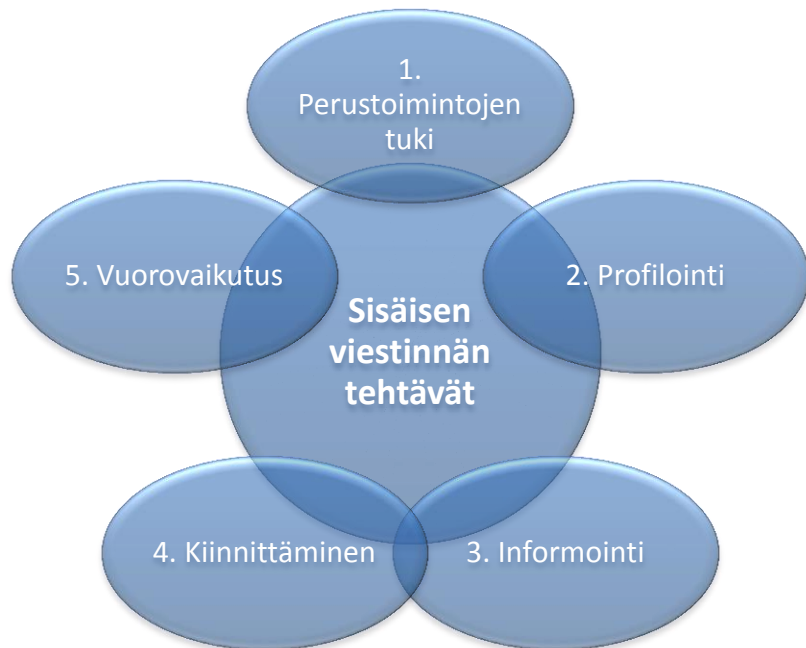 1.
Perustoimintojen
tuki
5. Vuorovaikutus
2. Profilointi
Sisäisen
viestinnän
tehtävät
4. Kiinnittäminen
3. Informointi